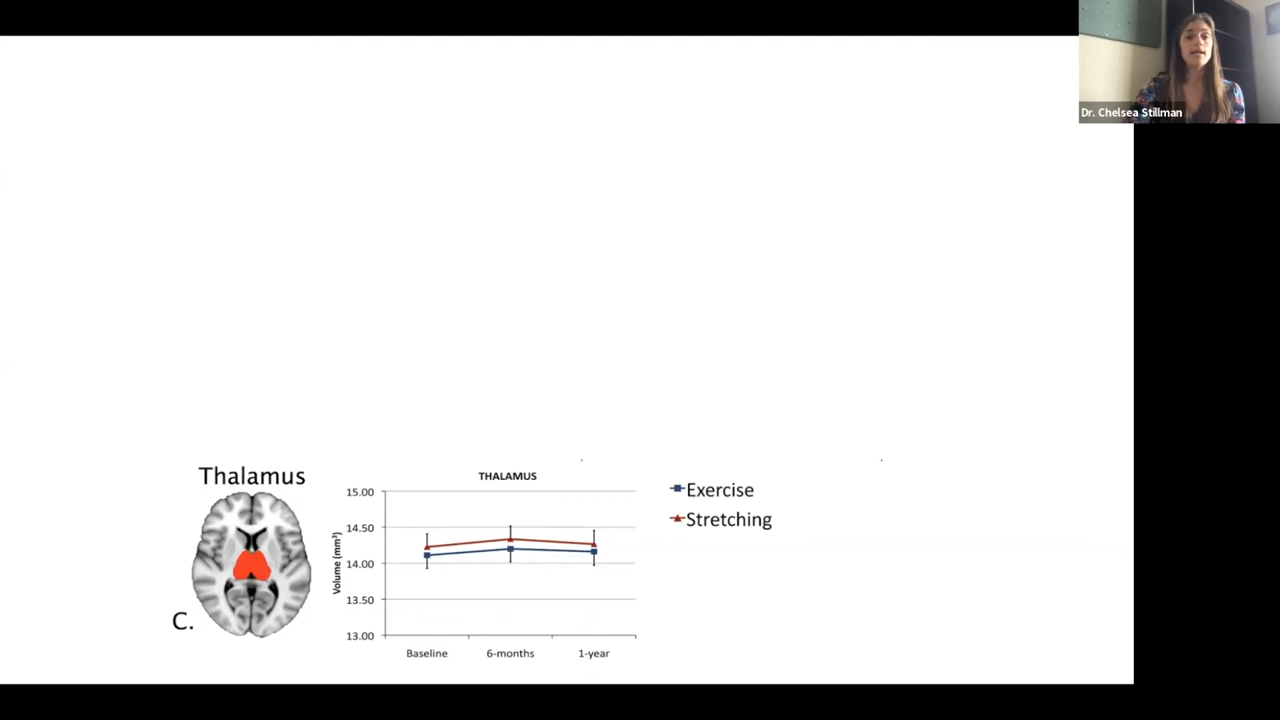 Dr. Chelsea Stillman
Thalamus
C.
THALAMUS
Volume (mm³)
15.00
14.50
14.00
13.50
13.00
Baseline 6-months 1-year
Exercise
Stretching